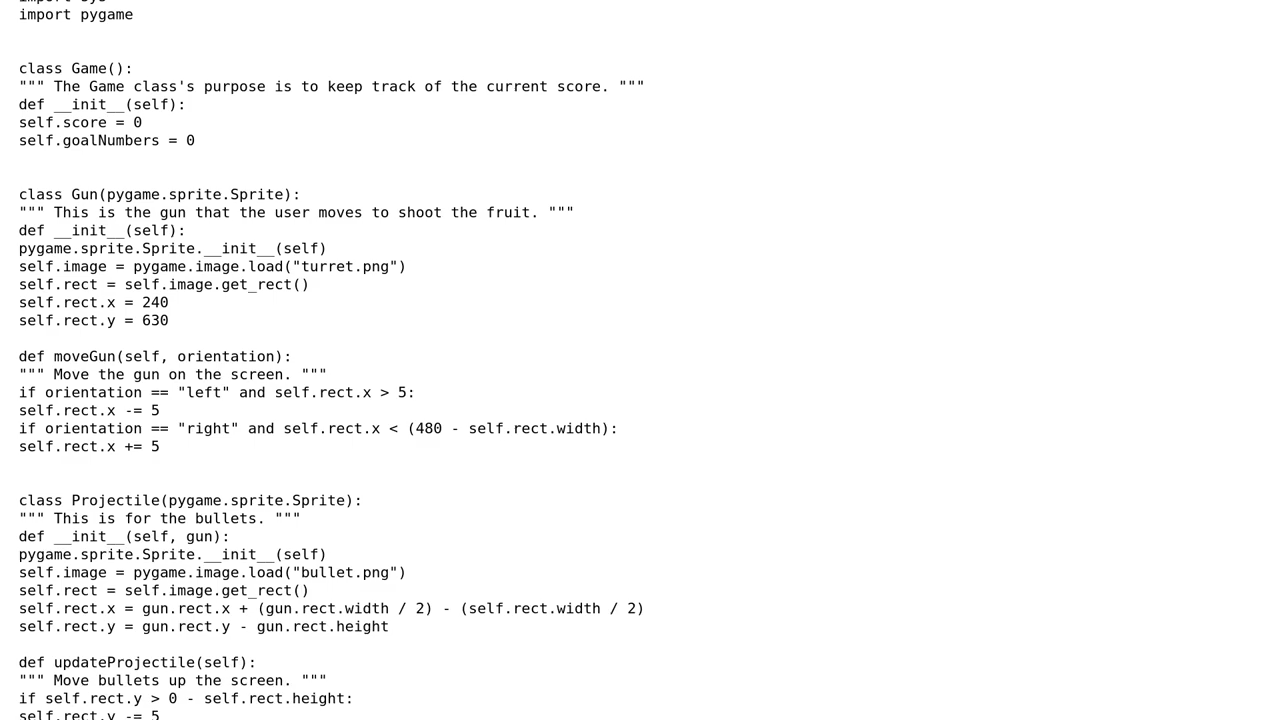 import sys
import pygame
class Game():
""" The Game class's purpose is to keep track of the current score. """
def __init__(self):
self.score = 0
self.goalNumbers = 0
class Gun(pygame.sprite.Sprite):
""" This is the gun that the user moves to shoot the fruit. """
def __init__(self):
pygame.sprite.Sprite.__init__(self)
self.image = pygame.image.load("turret.png")
self.rect = self.image.get_rect()
self.rect.x = 240
self.rect.y = 630
def moveGun(self, orientation):
""" Move the gun on the screen. """
if orientation == "left" and self.rect.x > 5:
self.rect.x -= 5
if orientation == "right" and self.rect.x < (480 - self.rect.width):
self.rect.x += 5
class Projectile(pygame.sprite.Sprite):
""" This is for the bullets. """
def __init__(self, gun):
pygame.sprite.Sprite.__init__(self)
self.image = pygame.image.load("bullet.png")
self.rect = self.image.get_rect()
self.rect.x = gun.rect.x + (gun.rect.width / 2) - (self.rect.width / 2)
self.rect.y = gun.rect.y - gun.rect.height
def updateProjectile(self):
""" Move bullets up the screen. """
if self.rect.y > 0 - self.rect.height:
self.rect.y -= 5